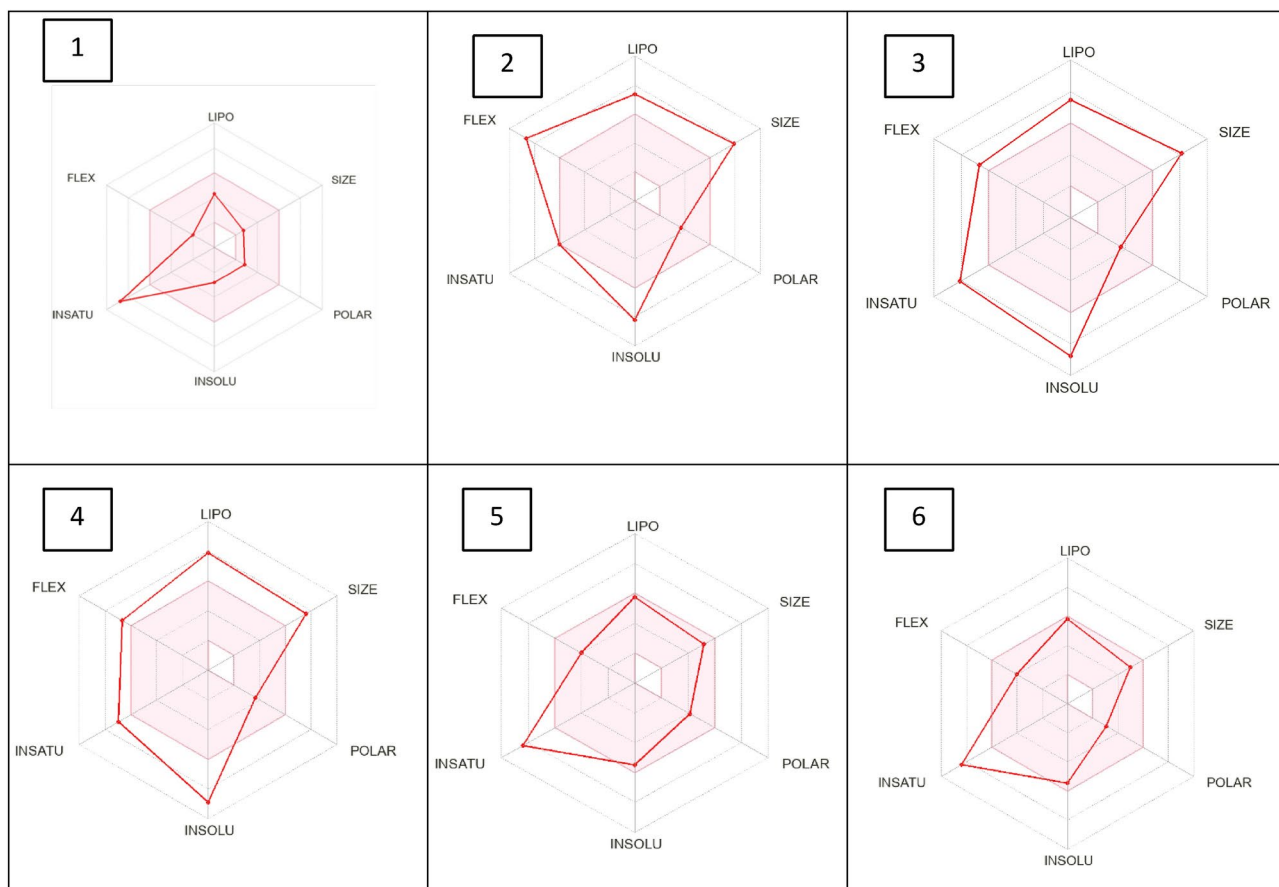 1
LIPO
FLEX
SIZE
INSATU
POLAR
INSOLU
2
LIPO
FLEX
SIZE
INSATU
POLAR
INSOLU
3
LIPO
FLEX
SIZE
INSATU
POLAR
INSOLU
4
LIPO
FLEX
SIZE
INSATU
POLAR
INSOLU
5
LIPO
FLEX
SIZE
INSATU
POLAR
INSOLU
6
LIPO
FLEX
SIZE
INSATU
POLAR
INSOLU